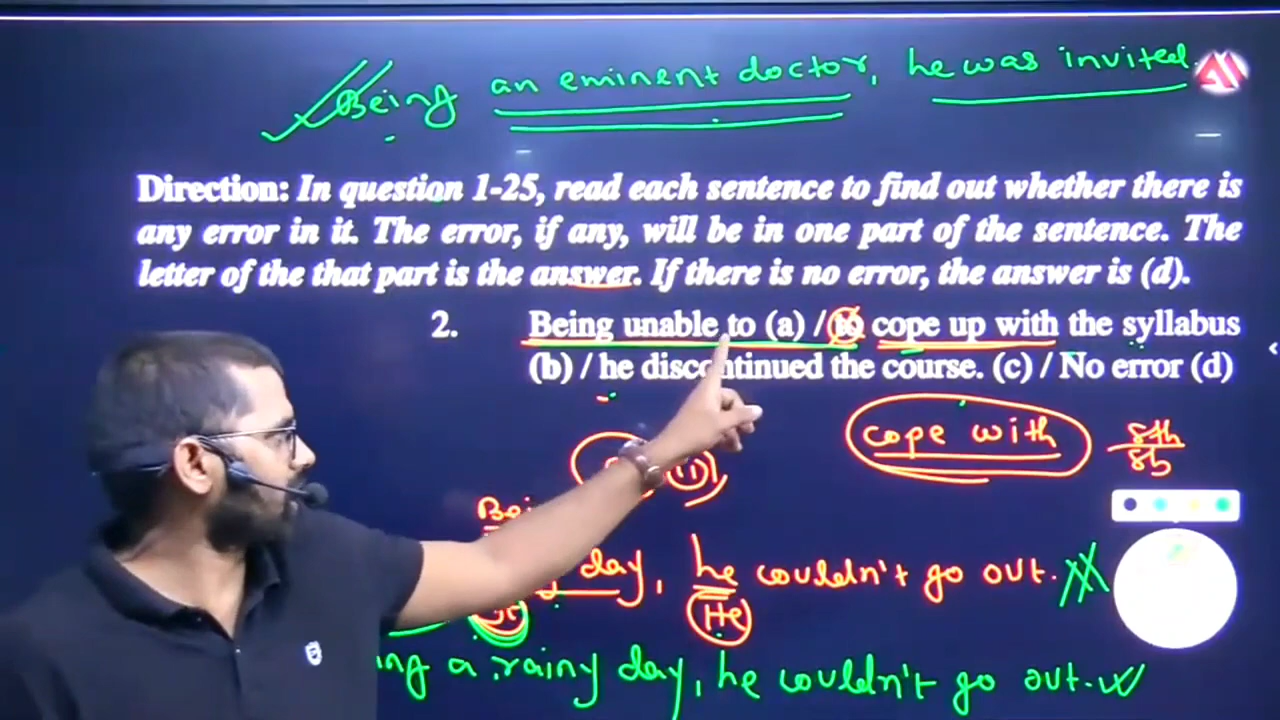 Being an eminent doctor, he was invited.
Direction: In question 1-25, read each sentence to find out whether there is
any error in it. The error, if any, will be in one part of the sentence. The
letter of the that part is the answer. If there is no error, the answer is (d).
2. Being unable to (a) / to cope up with the syllabus
(b) / he discontinued the course. (c) / No error (d)
cope with
sth
sb
Bei
day, he couldn't go out.
He
ing a rainy day, he couldn't go out.